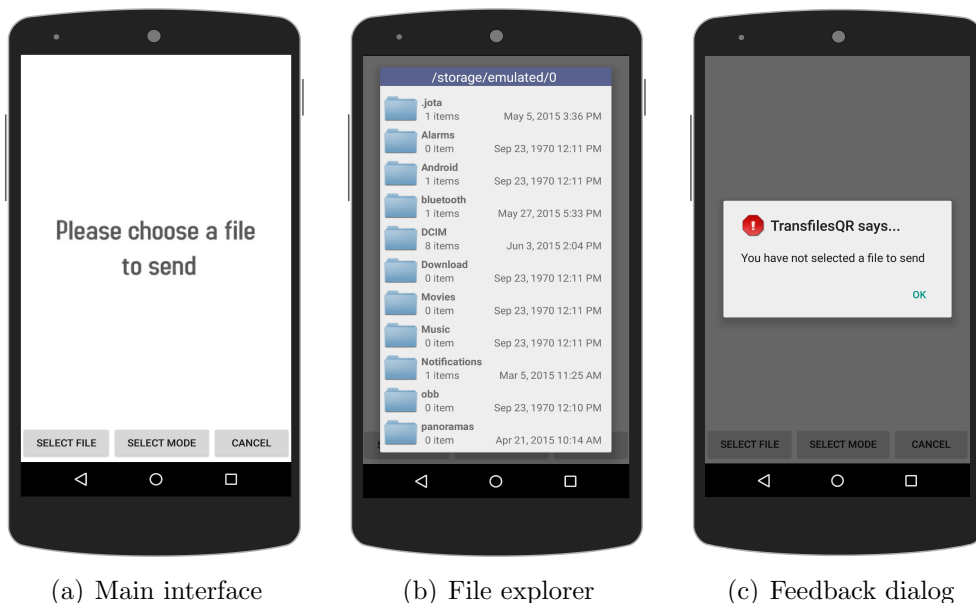 Please choose a file
to send
SELECT FILE SELECT MODE CANCEL
(a) Main interface
/storage/emulated/0
.jota
1 items May 5, 2015 3:36 PM
Alarms
0 item Sep 23, 1970 12:11 PM
Android
1 items Sep 23, 1970 12:11 PM
bluetooth
1 items May 27, 2015 5:33 PM
DCIM
8 items Jun 3, 2015 2:04 PM
Download
0 item Sep 23, 1970 12:11 PM
Movies
0 item Sep 23, 1970 12:11 PM
Music
0 item Sep 23, 1970 12:11 PM
Notifications
1 items Mar 5, 2015 11:25 AM
obb
0 item Sep 23, 1970 12:10 PM
panoramas
0 item Apr 21, 2015 10:14 AM
(b) File explorer
TransfilesQR says...
You have not selected a file to send
OK
SELECT FILE SELECT MODE CANCEL
(c) Feedback dialog